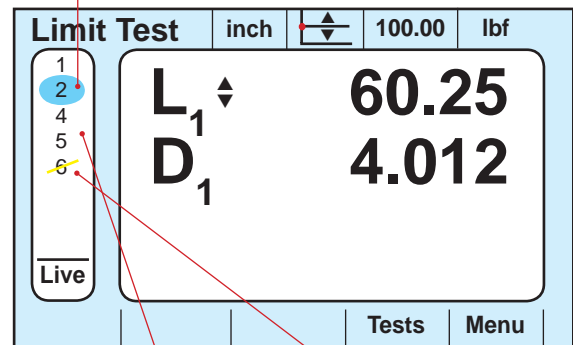 Limit Test inch 100.00 lbf
1
2
4
5
6
Live
L1 60.25
D1 4.012
Tests Menu